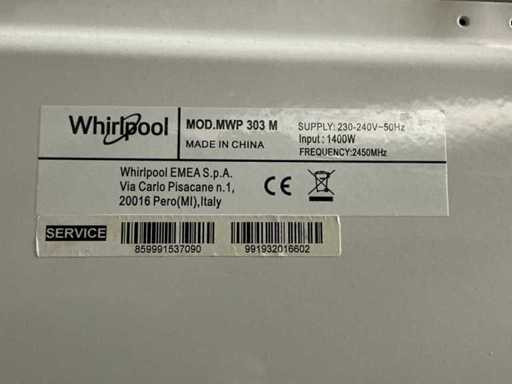 Whirlpool
MOD.MWP 303 M
MADE IN CHINA
SUPPLY: 230-240V~50Hz
Input : 1400W
FREQUENCY:2450MHz
Whirlpool EMEA S.p.A.
Via Carlo Pisacane n.1,
20016 Pero(MI),Italy
CE
SERVICE
859991537090
991932016602